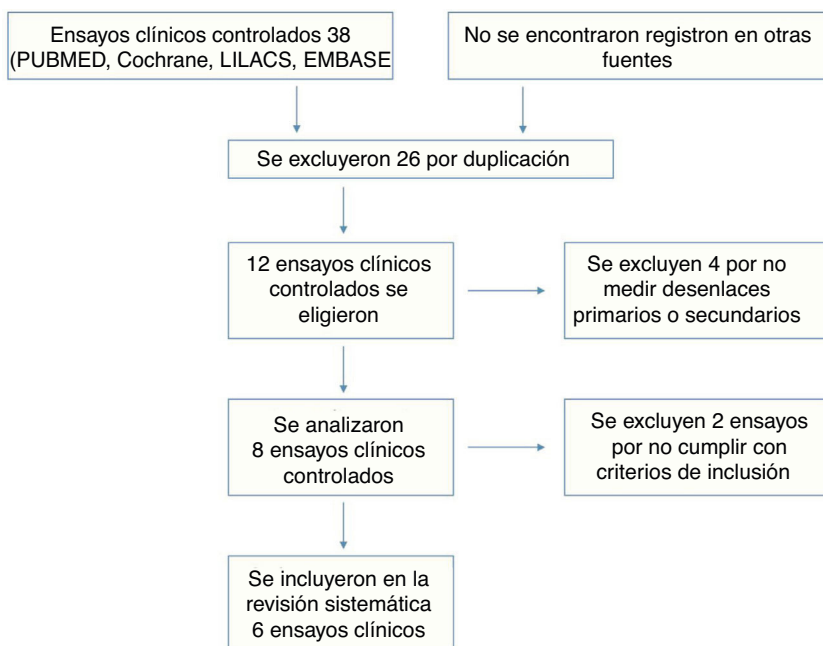 Ensayos clínicos controlados 38
(PUBMED, Cochrane, LILACS, EMBASE
No se encontraron registron en otras
fuentes
Se excluyeron 26 por duplicación
12 ensayos clínicos
controlados se
eligieron
Se excluyen 4 por no
medir desenlaces
primarios o secundarios
Se analizaron
8 ensayos clínicos
controlados
Se excluyen 2 ensayos
por no cumplir con
criterios de inclusión
Se incluyeron en la
revisión sistemática
6 ensayos clínicos